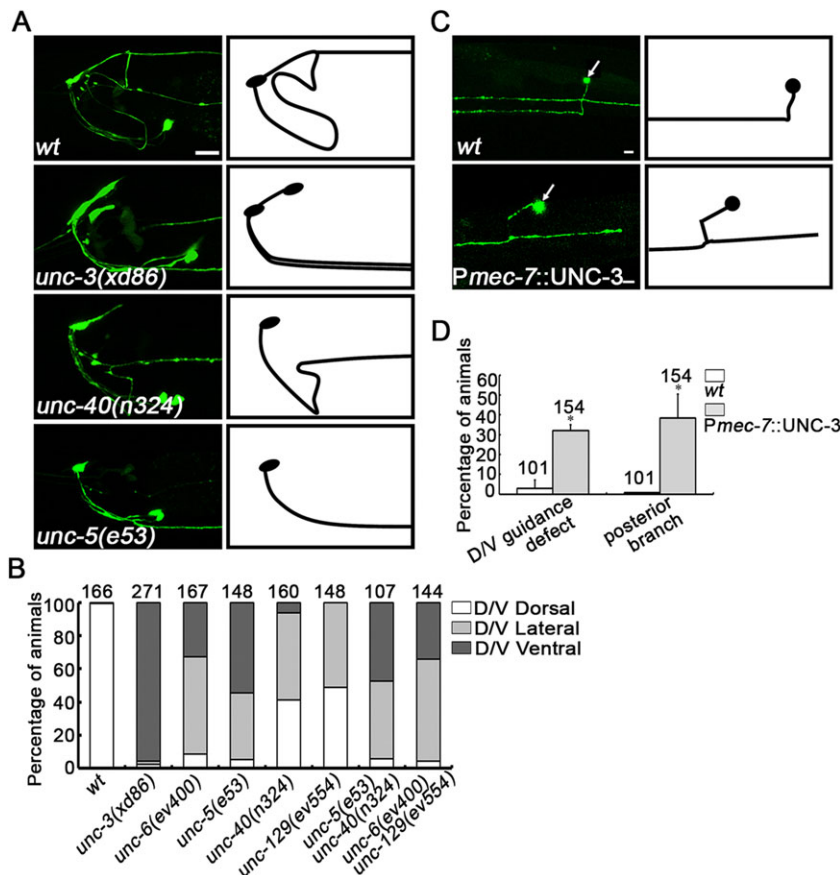 A
wt
unc-3(xd86)
unc-40(n324)
unc-5(e53)
C
wt
Pmec-7::UNC-3
D
Percentage of animals
60
50
40
30
20
10
0
101
154
*
101
154
*
wt
Pmec-7::UNC-3
D/V guidance
defect
posterior
branch
B
Percentage of animals
100
80
60
40
20
0
166 271 167 148 160 148 107 144
D/V Dorsal
D/V Lateral
D/V Ventral
wt
unc-3(xd86)
unc-6(ev400)
unc-5(e53)
unc-40(n324)
unc-129(ev554)
unc-5(e53)
unc-40(n324)
unc-6(ev400)
unc-129(ev554)